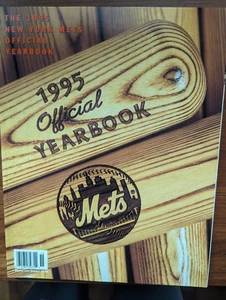 THE 1995
NEW YORK METS
OFFICIAL
YEARBOOK
1995
Official
YEARBOOK
Mets